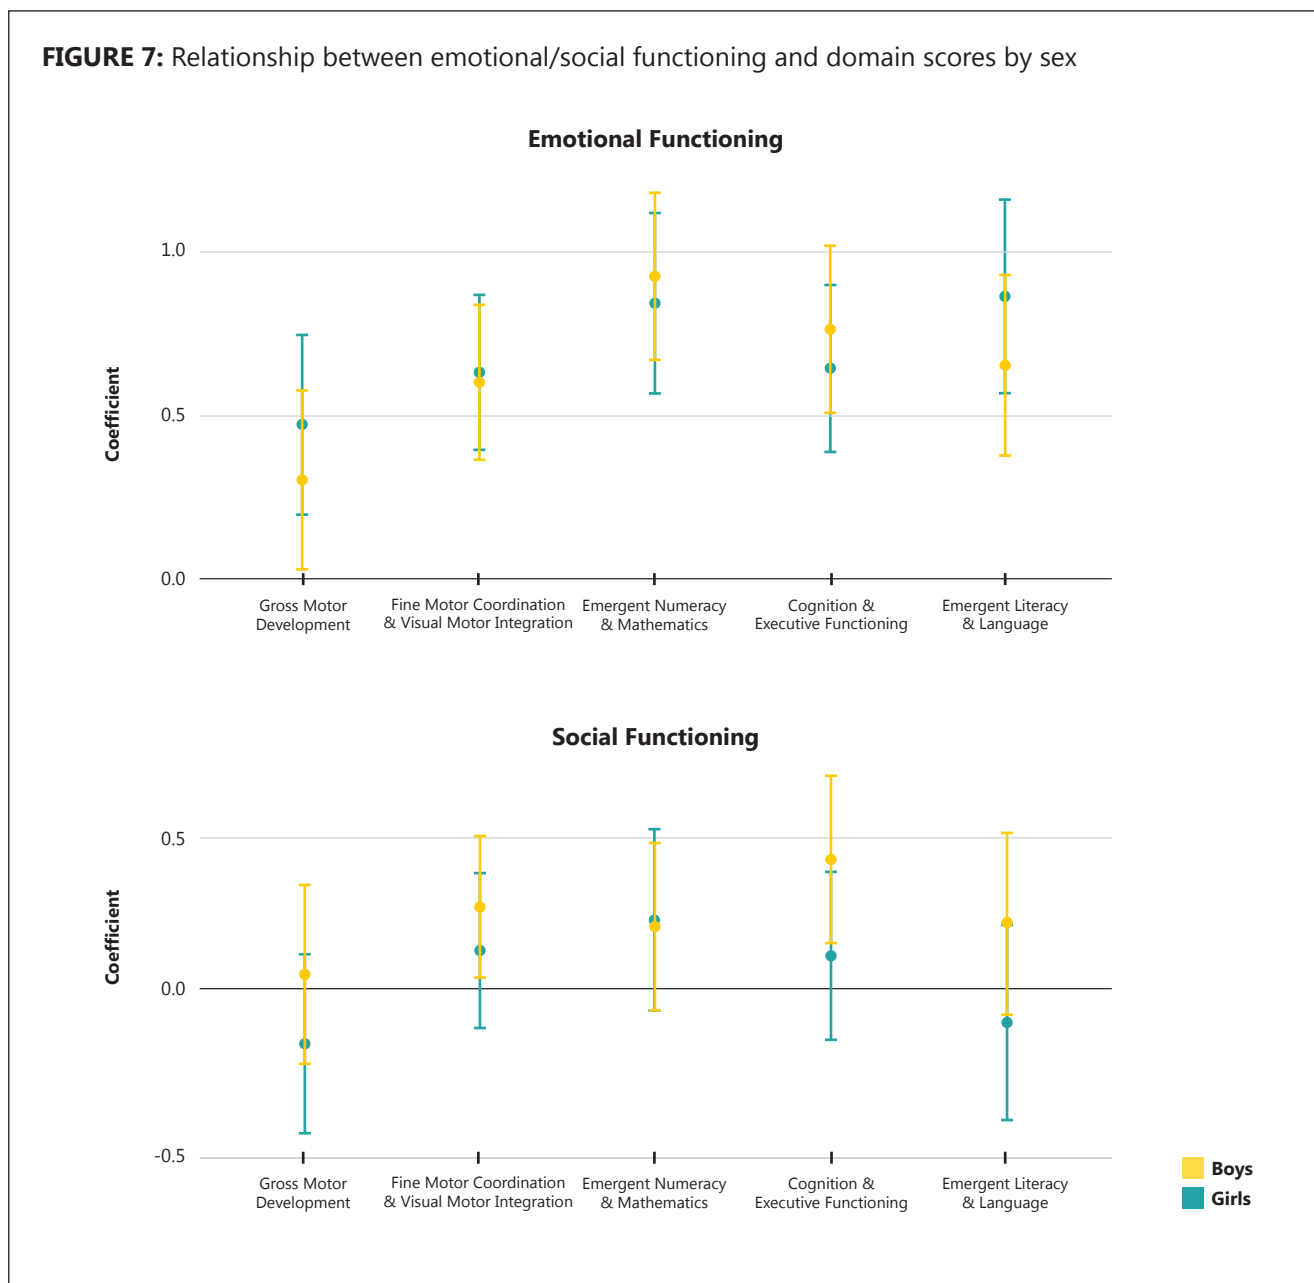 FIGURE 7: Relationship between emotional/social functioning and domain scores by sex
Emotional Functioning
Coefficient
1.0
0.5
0.0
Gross Motor
Development
Fine Motor Coordination
& Visual Motor Integration
Emergent Numeracy
& Mathematics
Cognition &
Executive Functioning
Emergent Literacy
& Language
Social Functioning
Coefficient
0.5
0.0
-0.5
Gross Motor
Development
Fine Motor Coordination
& Visual Motor Integration
Emergent Numeracy
& Mathematics
Cognition &
Executive Functioning
Emergent Literacy
& Language
Boys
Girls